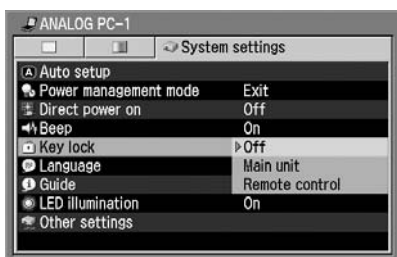 ANALOG PC-1
System settings
A Auto setup
Power management mode Exit
Direct power on Off
Beep On
Key lock Off
Language Main unit
Guide Remote control
LED illumination On
Other settings